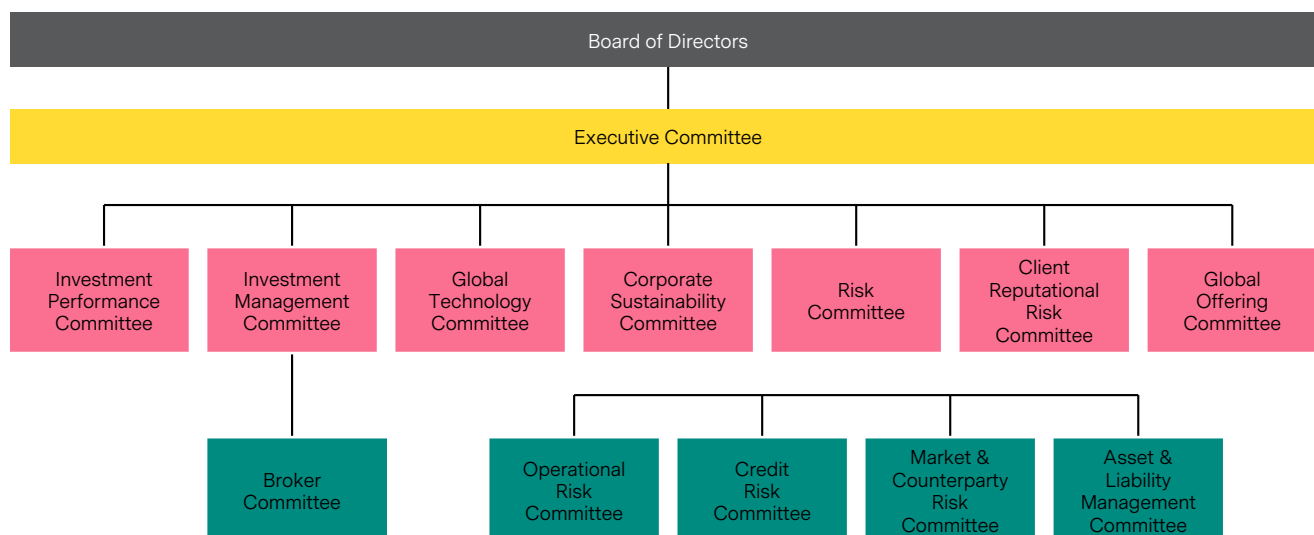 Board of Directors
Executive Committee
Investment
Performance
Committee
Investment
Management
Committee
Global
Technology
Committee
Corporate
Sustainability
Committee
Risk
Committee
Client
Reputational
Risk
Committee
Global
Offering
Committee
Broker
Committee
Operational
Risk
Committee
Credit
Risk
Committee
Market &
Counterparty
Risk
Committee
Asset &
Liability
Management
Committee